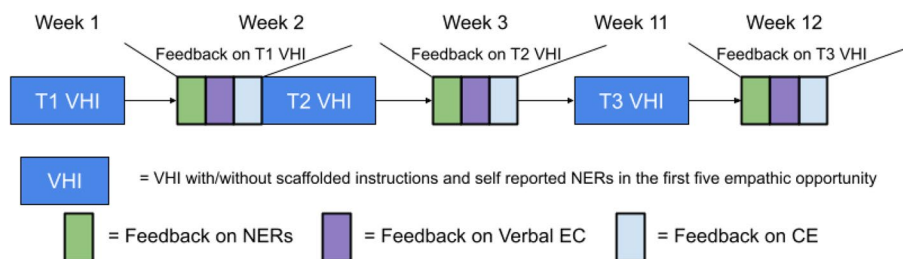 Week 1 Week 2 Week 3 Week 11 Week 12
Feedback on T1 VHI Feedback on T2 VHI Feedback on T3 VHI
T1 VHI T2 VHI T3 VHI
VHI = VHI with/without scaffolded instructions and self reported NERs in the first five empathic opportunity
= Feedback on NERs = Feedback on Verbal EC = Feedback on CE